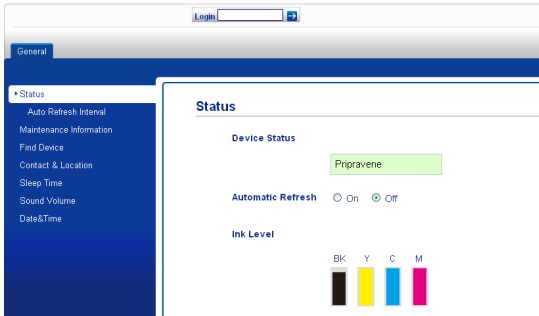 Login
General
Status
Auto Refresh Interval
Maintenance Information
Find Device
Contact & Location
Sleep Time
Sound Volume
Date&Time
Status
Device Status
Pripravene
Automatic Refresh On Off
Ink Level
BK Y C M